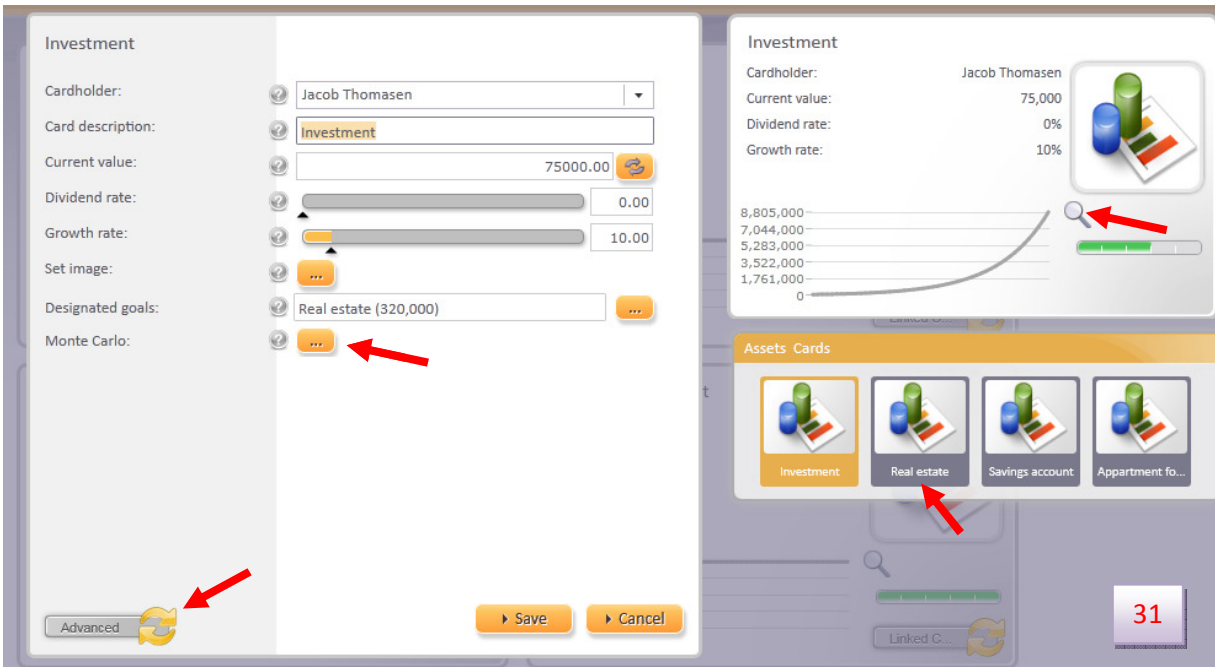 Investment
Cardholder:
Jacob Thomasen
Card description:
Investment
Current value:
75000.00
Dividend rate:
0.00
Growth rate:
10.00
Set image:
...
Designated goals:
Real estate (320,000)
...
Monte Carlo:
...
Advanced
Save
Cancel
Investment
Cardholder:
Jacob Thomasen
Current value:
75,000
Dividend rate:
0%
Growth rate:
10%
8,805,000
7,044,000
5,283,000
3,522,000
1,761,000
0
Assets Cards
Investment
Real estate
Savings account
Appartment fo...
Linked C...
31